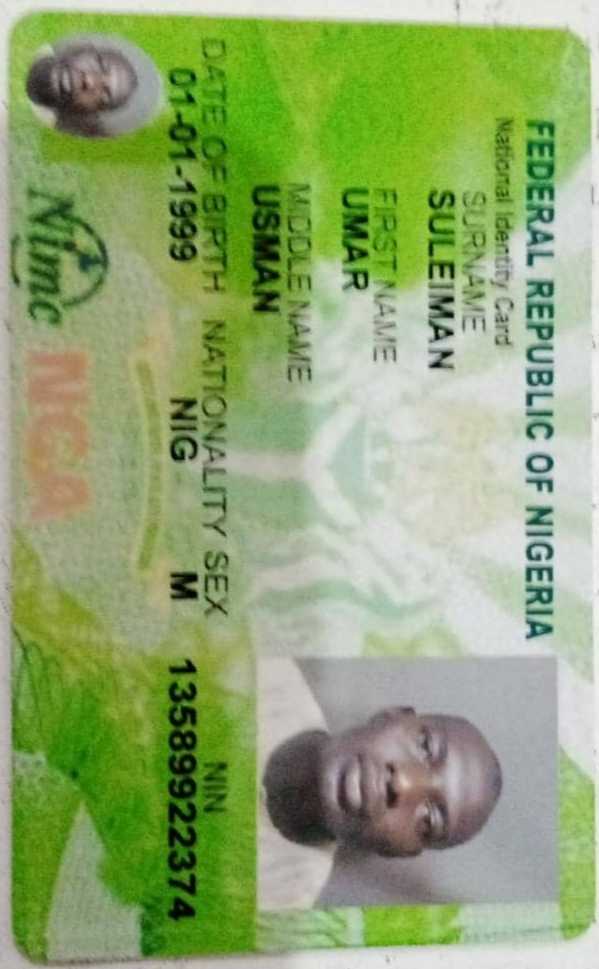 FEDERAL REPUBLIC OF NIGERIA
National Identity Card
SURNAME
SULEIMAN
FIRST NAME
UMAR
MIDDLE NAME
USMAN
DATE OF BIRTH NATIONALITY SEX NIN
01-01-1999 NIG M 13589922374
Nimc NGA